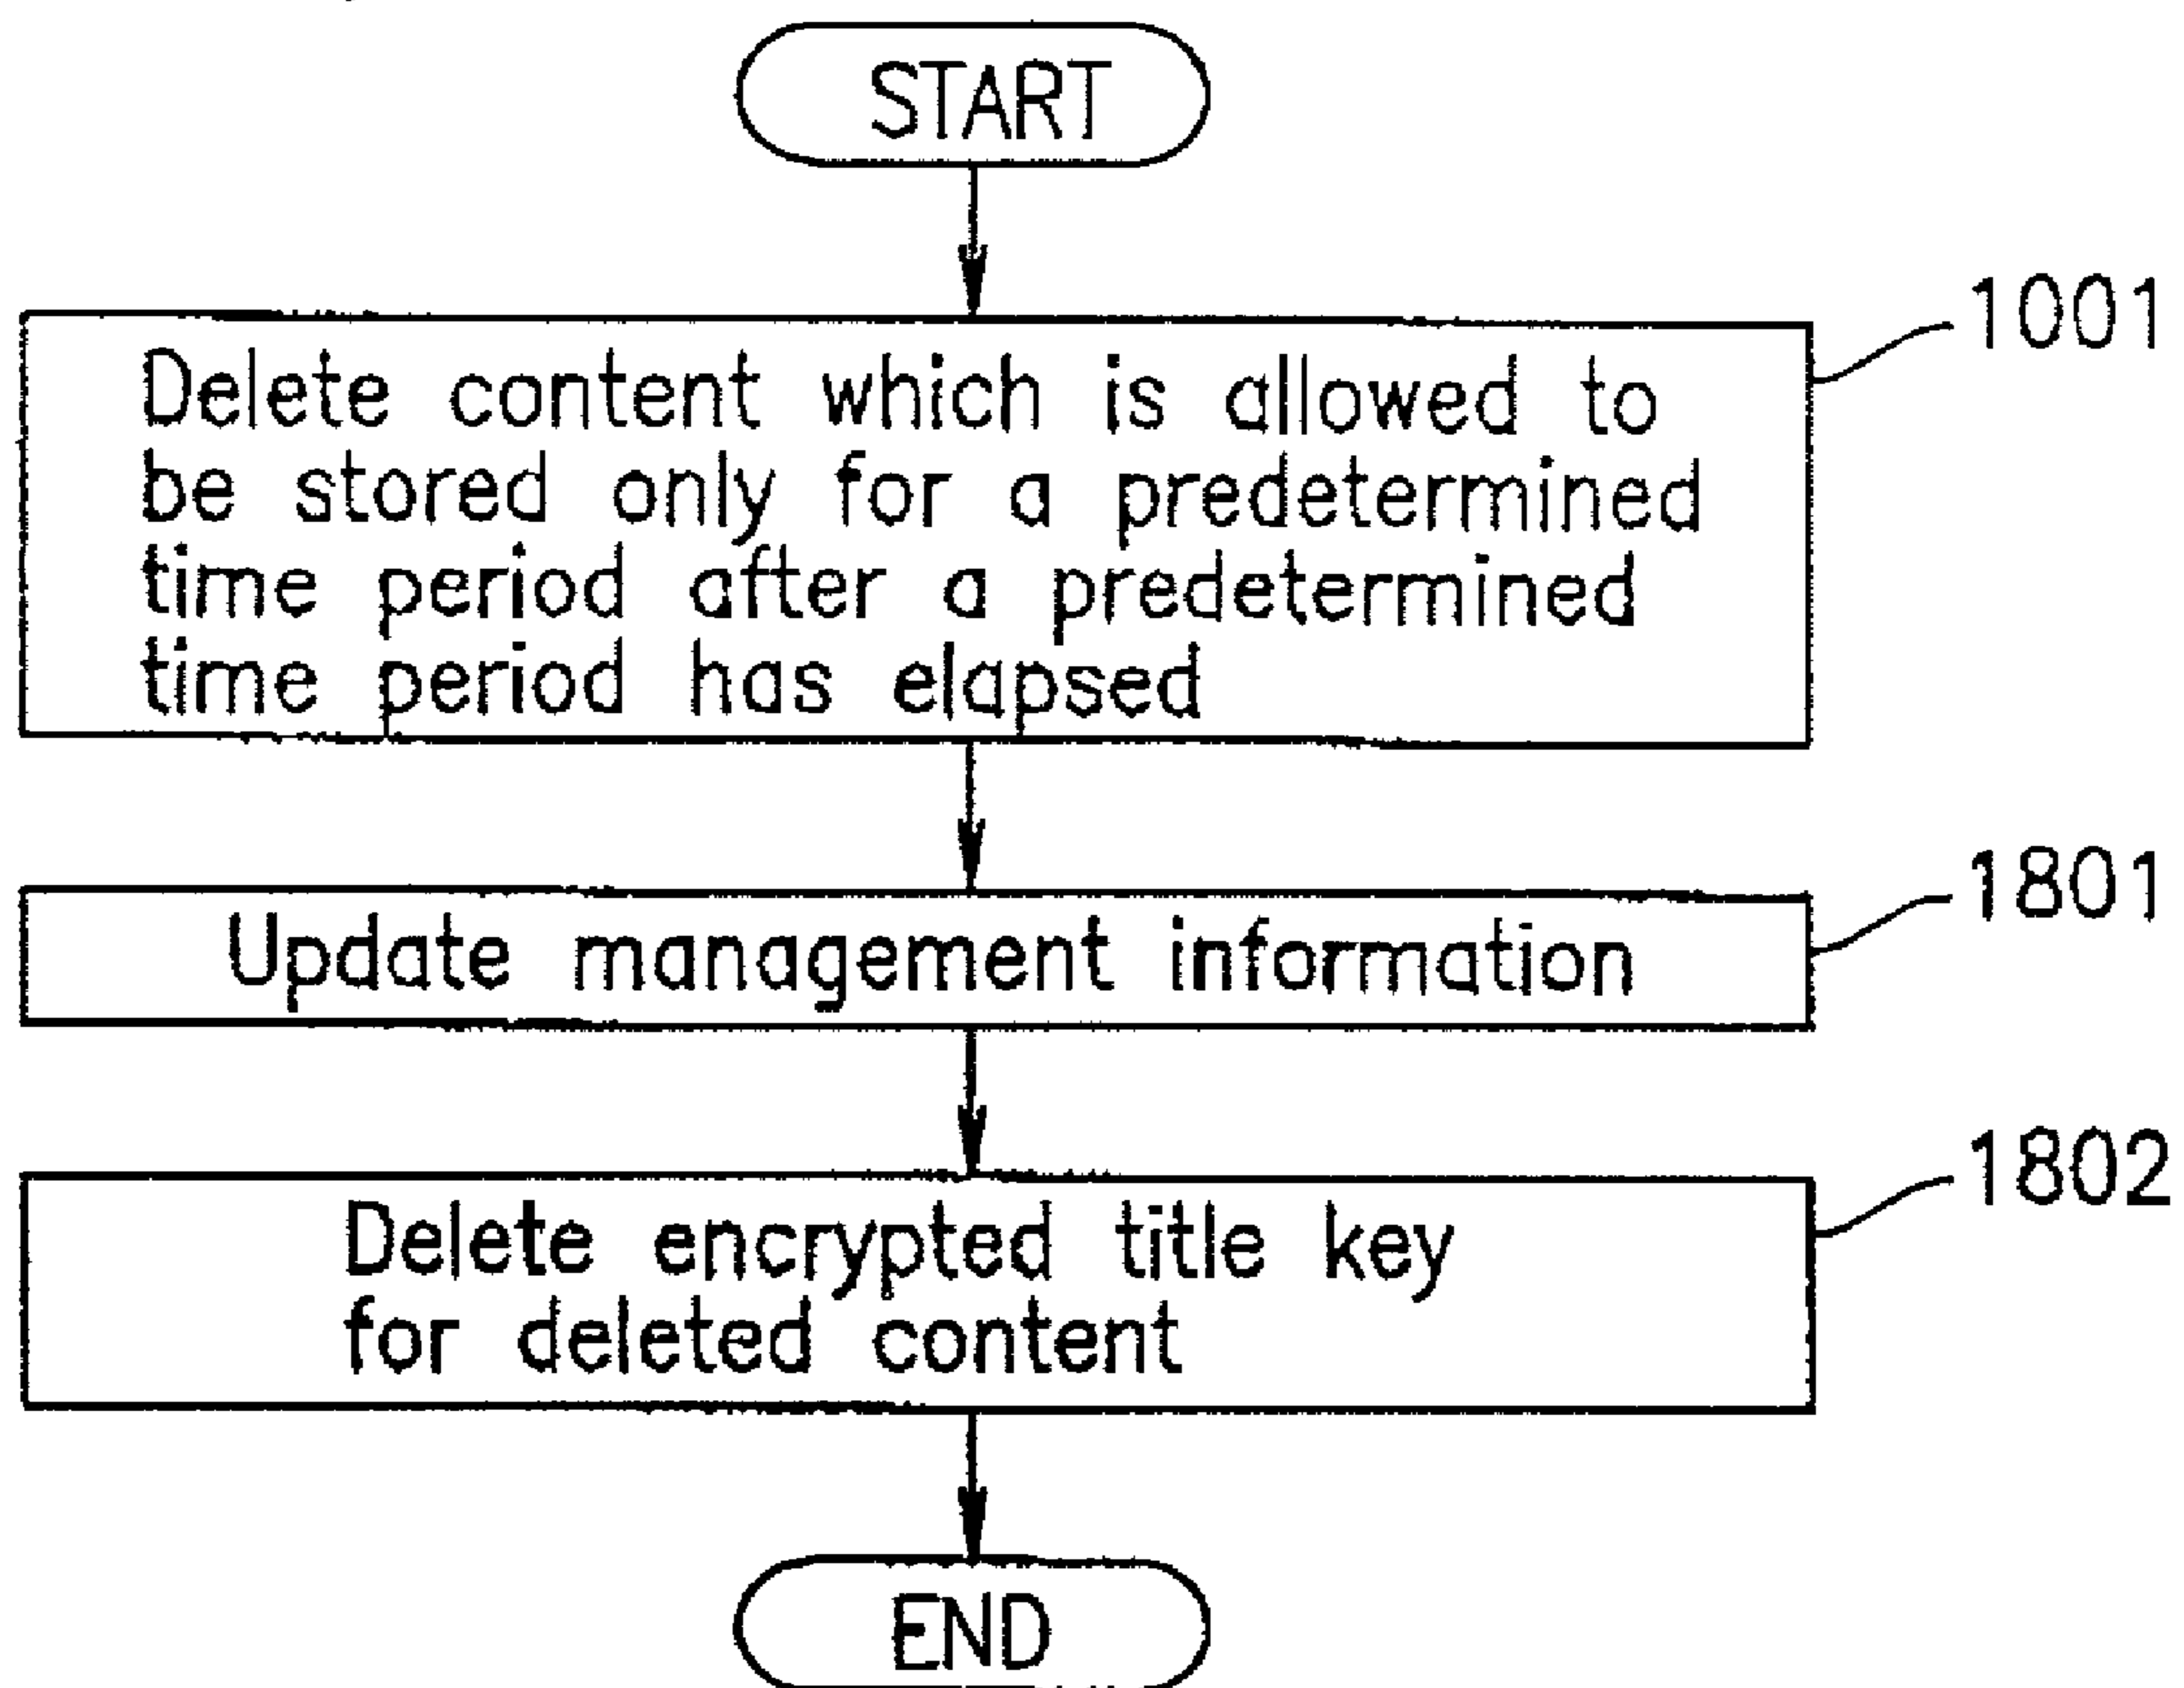 START
1001
Delete content which is allowed to
be stored only for a predetermined
time period after a predetermined
time period has elapsed
1801
Update management information
1802
Delete encrypted title key
for deleted content
END